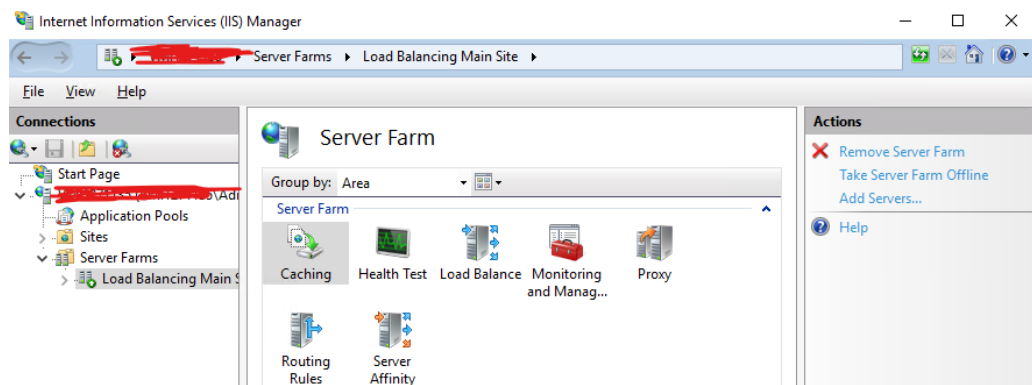 Internet Information Services (IIS) Manager
Server Farms Load Balancing Main Site
File View Help
Connections
Start Page
\Adi
Application Pools
Sites
Server Farms
Load Balancing Main S
Server Farm
Group by: Area
Server Farm
Caching
Health Test
Load Balance
Monitoring
and Manag...
Proxy
Routing
Rules
Server
Affinity
Actions
Remove Server Farm
Take Server Farm Offline
Add Servers...
Help